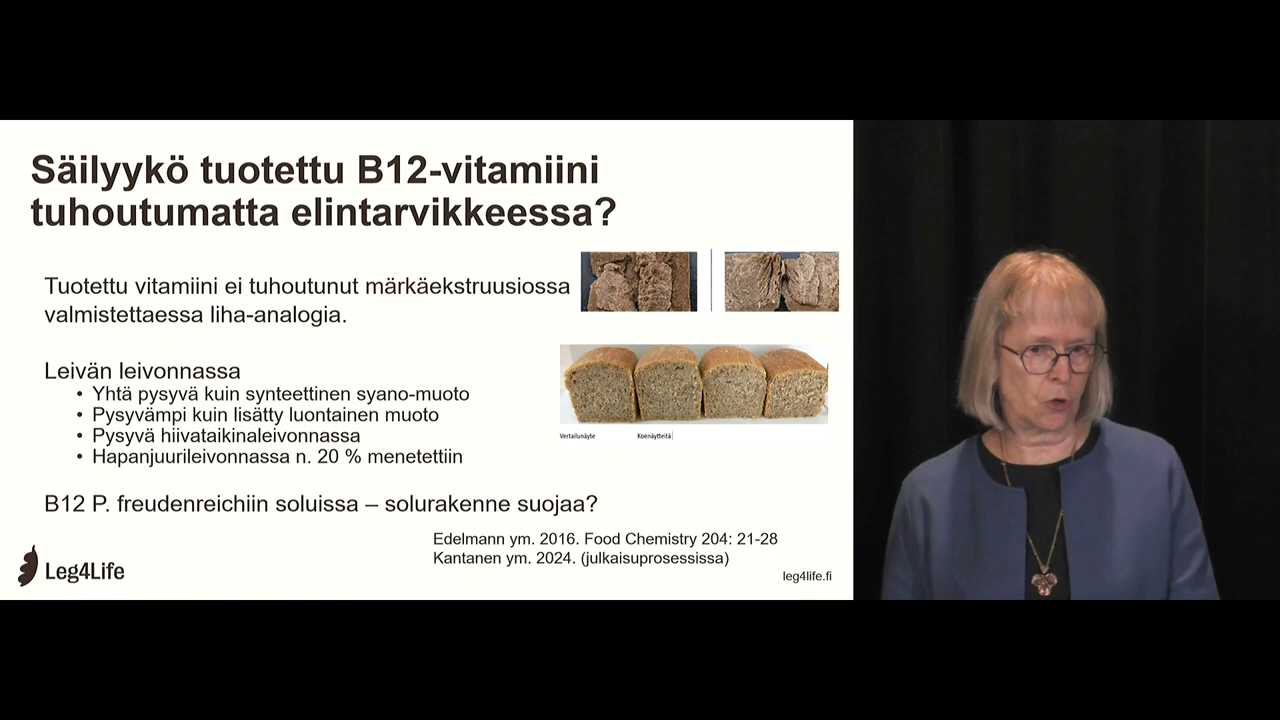 Säilyykö tuotettu B12-vitamiini
tuhoutumatta elintarvikkeessa?
Tuotettu vitamiini ei tuhoutunut märkäekstruusiossa
valmistettaessa liha-analogia.
Leivän leivonnassa
• Yhtä pysyvä kuin synteettinen syano-muoto
• Pysyvämpi kuin lisätty luontainen muoto
• Pysyvä hiivataikinaleivonnassa
• Hapanjuurileivonnassa n. 20 % menetettiin
Vertailunäyte Koenäytteitä
B12 P. freudenreichiin soluissa – solurakenne suojaa?
Edelmann ym. 2016. Food Chemistry 204: 21-28
Kantanen ym. 2024. (julkaisuprosessissa)
Leg4Life
leg4life.fi